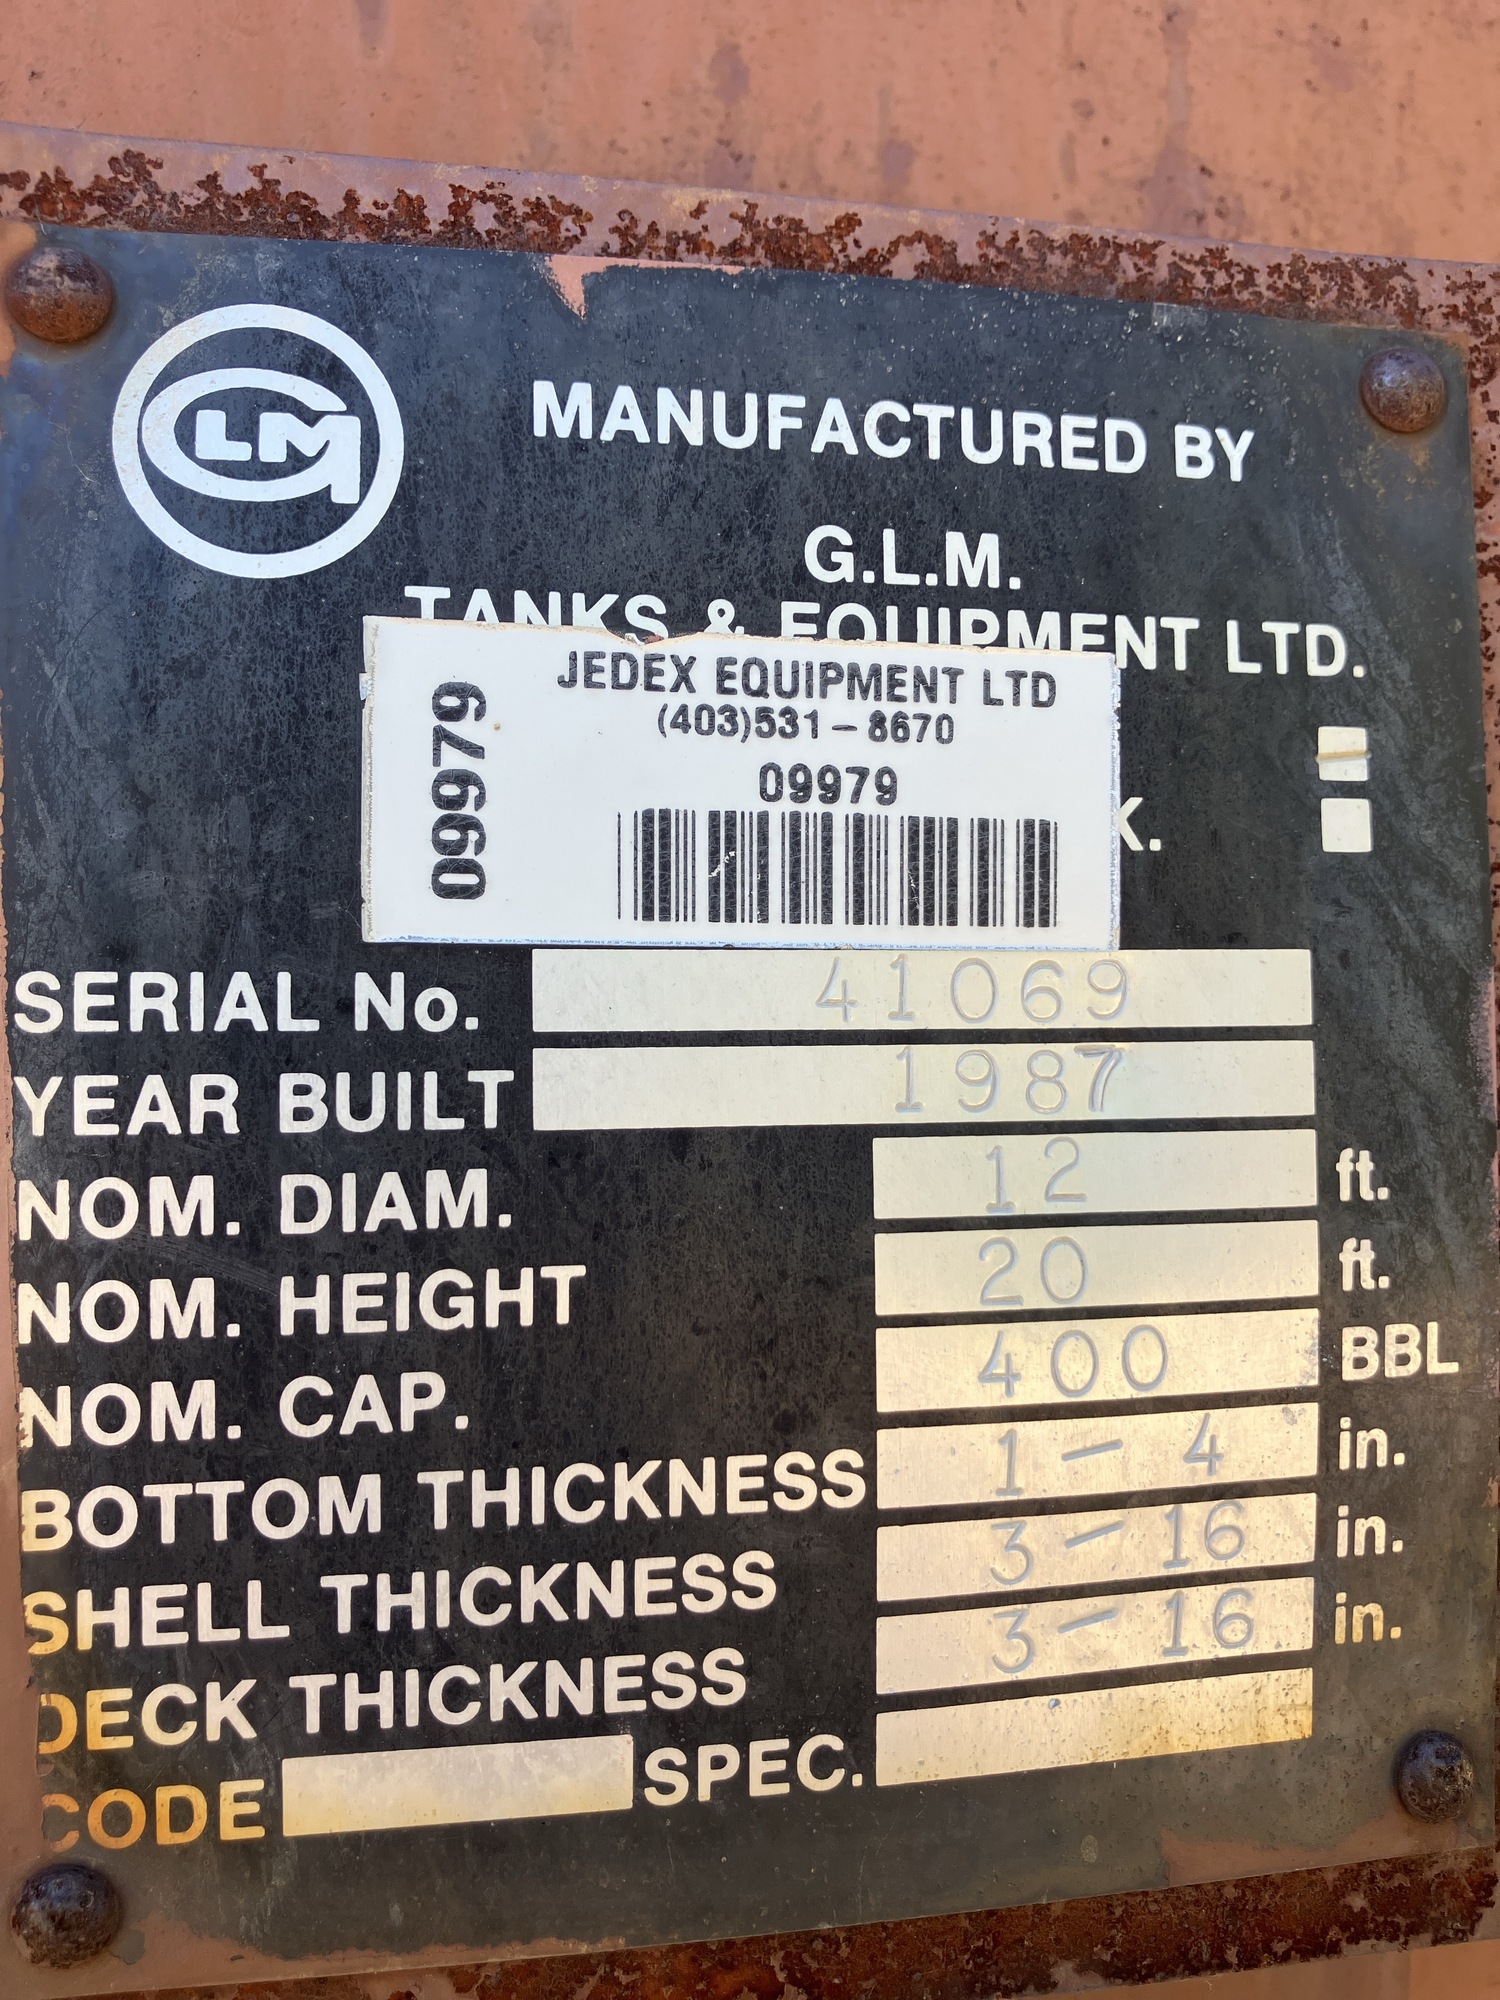 GLM
MANUFACTURED BY
G.L.M.
TANKS & EQUIPMENT LTD.
JEDEX EQUIPMENT LTD
(403)531-8670
09979
09979
K.
SERIAL No. 41069
YEAR BUILT 1987
NOM. DIAM. 12 ft.
NOM. HEIGHT 20 ft.
NOM. CAP. 400 BBL
BOTTOM THICKNESS 1-4 in.
SHELL THICKNESS 3-16 in.
DECK THICKNESS 3-16 in.
CODE SPEC.